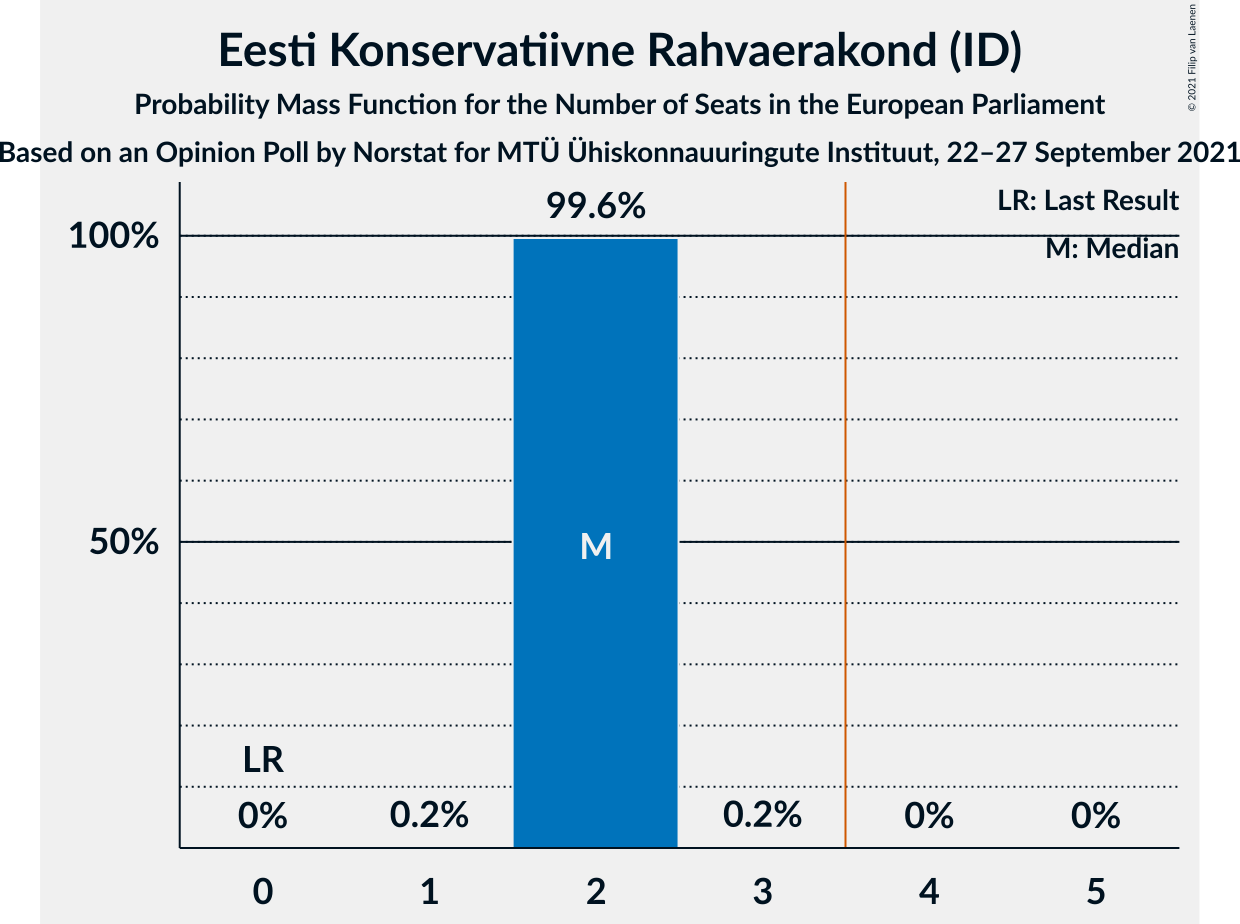 Eesti Konservatiivne Rahvaerakond (ID)
Probability Mass Function for the Number of Seats in the European Parliament
Based on an Opinion Poll by Norstat for MTÜ Ühiskonnauuringute Instituut, 22–27 September 2021
© 2021 Filip van Laenen
LR: Last Result
M: Median
100%
50%
99.6%
M
LR
0%
0.2%
0.2%
0%
0%
0 1 2 3 4 5